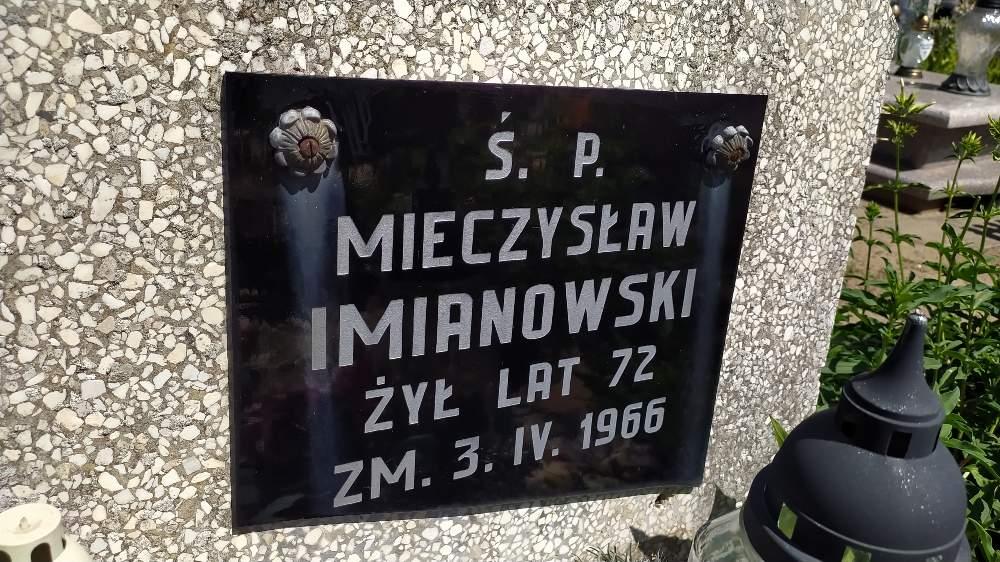 Ś. P.
MIECZYSŁAW
IMIANOWSKI
ŻYŁ LAT 72
ZM. 3. IV. 1966